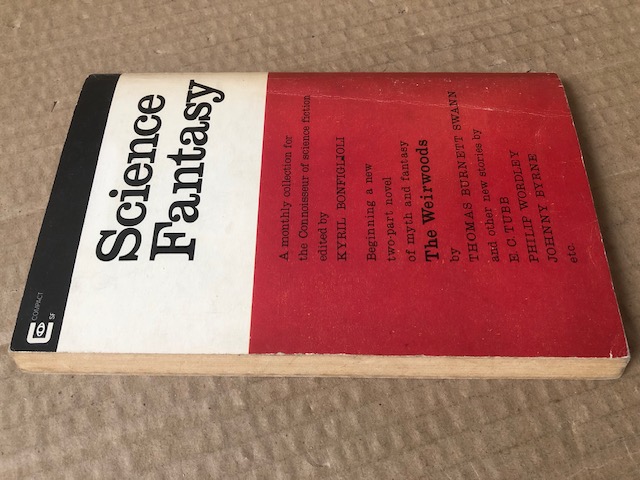 COMPACT
SF
Science
Fantasy
A monthly collection for
the Connoisseur of science fiction
edited by
KYRIL BONFIGLIOLI
Beginning a new
two-part novel
of myth and fantasy
The Weirwoods
by
THOMAS BURNETT SWANN
and other new stories by
E. C. TUBB
PHILIP WORDLEY
JOHNNY BYRNE
etc